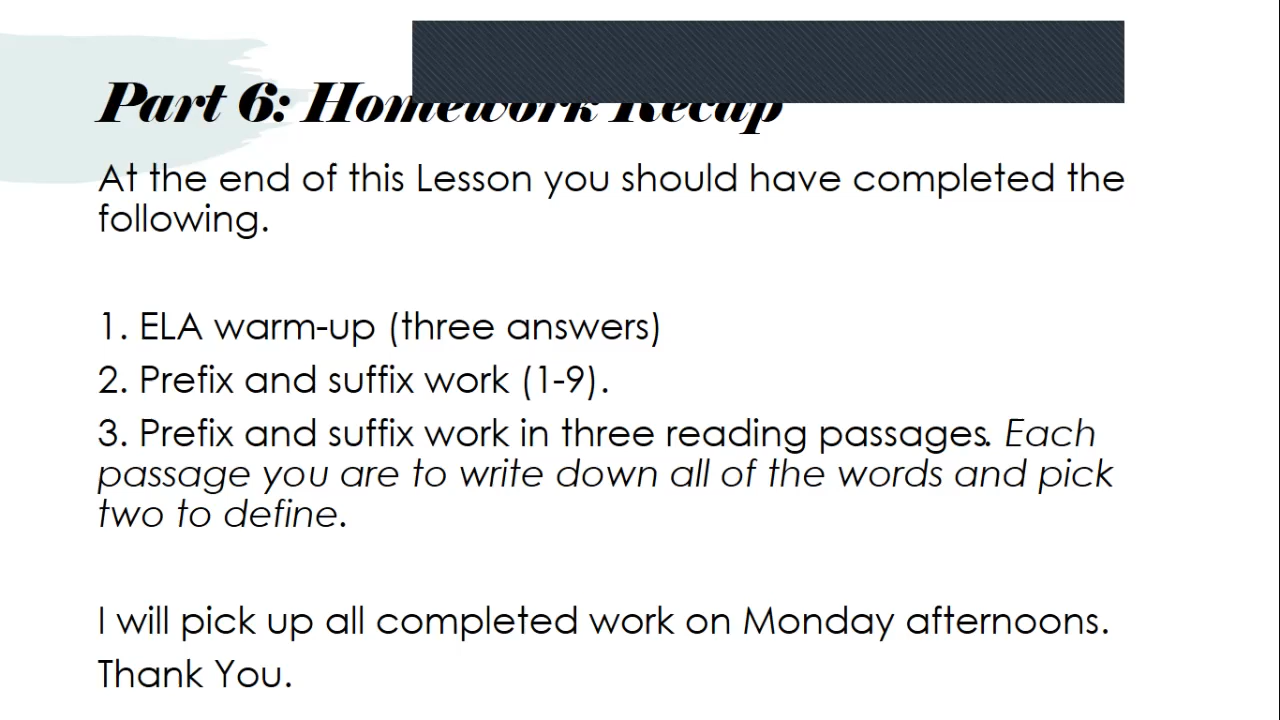 Part 6: Homework Recap
At the end of this Lesson you should have completed the
following.
1. ELA warm-up (three answers)
2. Prefix and suffix work (1-9).
3. Prefix and suffix work in three reading passages. Each
passage you are to write down all of the words and pick
two to define.
I will pick up all completed work on Monday afternoons.
Thank You.